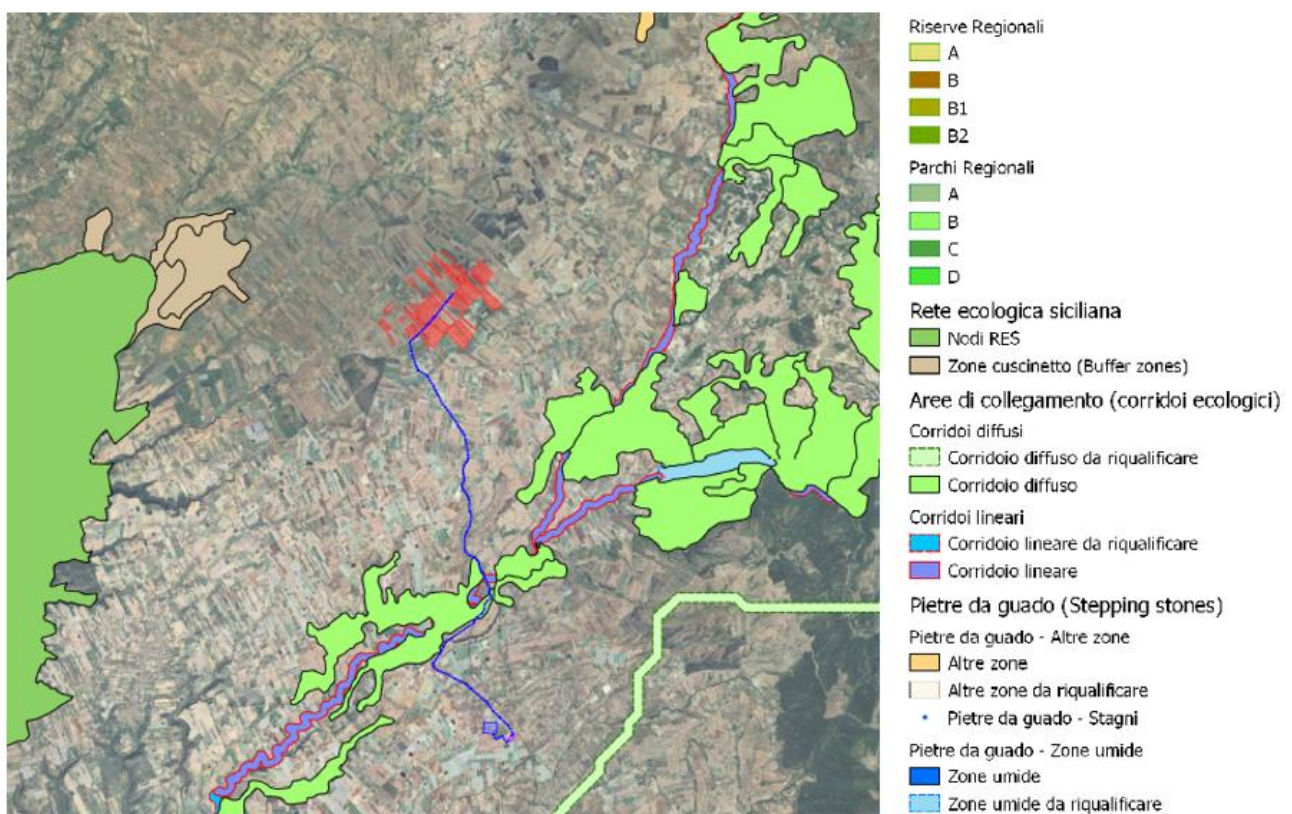 Riserve Regionali
A
B
B1
B2
Parchi Regionali
A
B
C
D
Rete ecologica siciliana
Nodi RES
Zone cuscinetto (Buffer zones)
Aree di collegamento (corridoi ecologici)
Corridoi diffusi
Corridoio diffuso da riqualificare
Corridoio diffuso
Corridoi lineari
Corridoio lineare da riqualificare
Corridoio lineare
Pietre da guado (Stepping stones)
Pietre da guado - Altre zone
Altre zone
Altre zone da riqualificare
Pietre da guado - Stagni
Pietre da guado - Zone umide
Zone umide
Zone umide da riqualificare